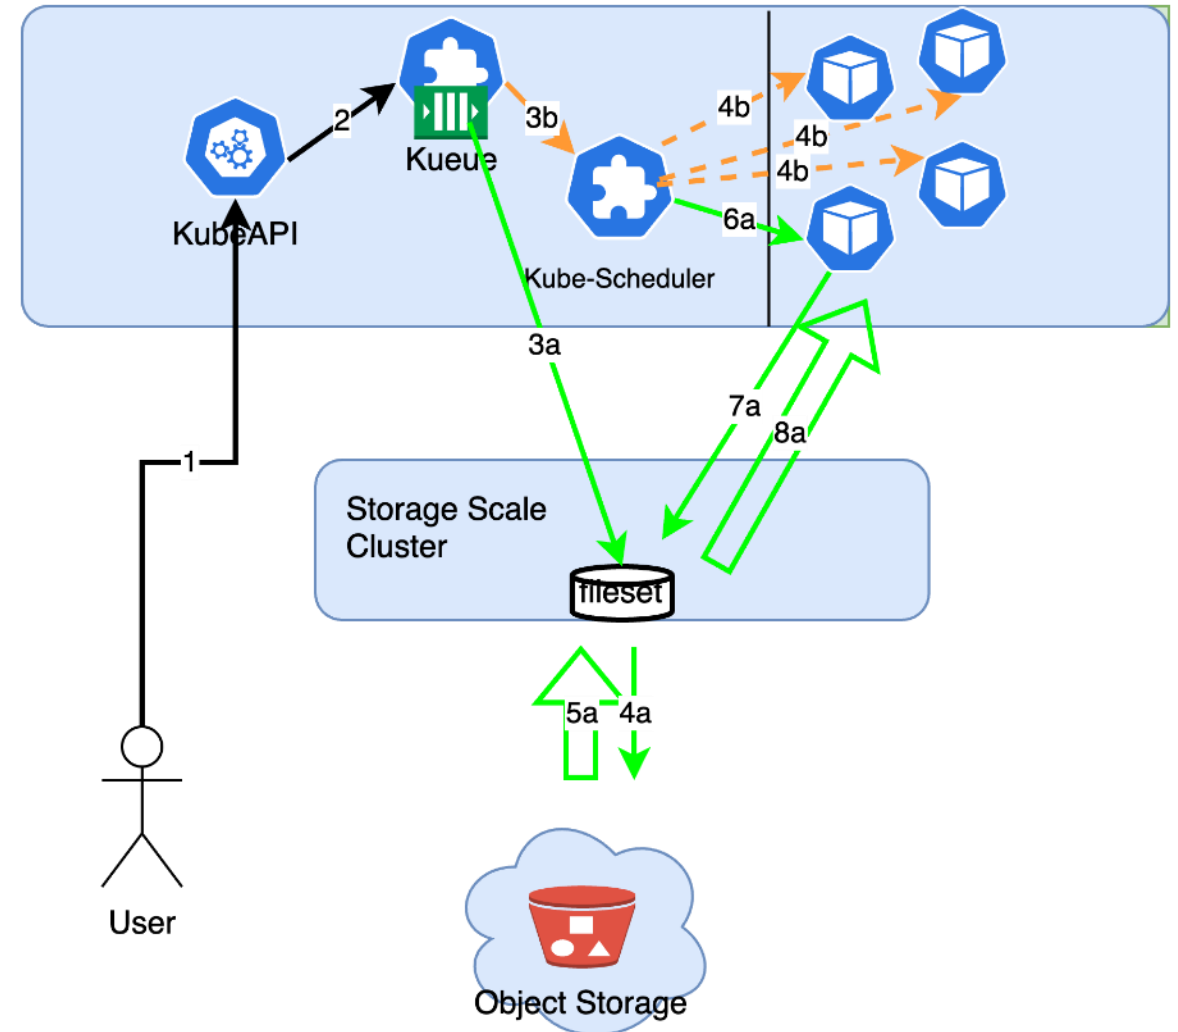 4b
2
3b
4b
Kueue
4b
6a
KubeAPI
Kube-Scheduler
3a
7a
8a
1
Storage Scale
Cluster
fileset
5a
4a
User
Object Storage